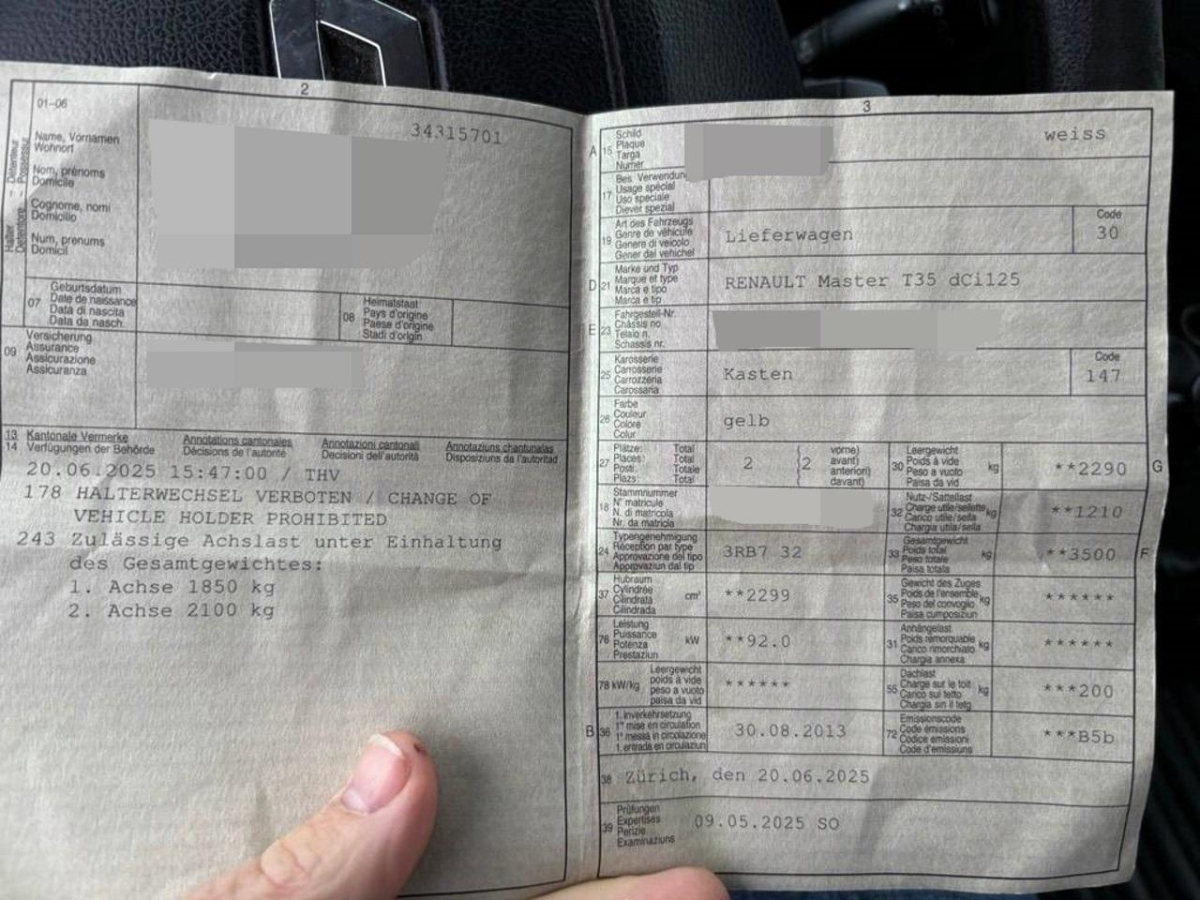 2
01-06
34315701
Halter - Détenteur
Detentore - Possessur
Name, Vornamen
Wohnort
Nom, prénoms
Domicile
Cognome, nomi
Domicilio
Num, prenums
Domicil
07
Geburtsdatum
Date de naissance
Data di nascita
Data da nasch.
08
Heimatstaat
Pays d'origine
Paese d'origine
Stadi d'origin
09
Versicherung
Assurance
Assicurazione
Assicuranza
13 Kantonale Vermerke Annotations cantonales Annotazioni cantonali Annotaziuns chantunalas
14 Verfügungen der Behörde Décisions de l'autorité Decisioni dell'autorità Disposiziuns da l'autoritad
20.06.2025 15:47:00 / THV
178 HALTERWECHSEL VERBOTEN / CHANGE OF
VEHICLE HOLDER PROHIBITED
243 Zulässige Achslast unter Einhaltung
des Gesamtgewichtes:
1. Achse 1850 kg
2. Achse 2100 kg
3
A 15
Schild
Plaque
Targa
Numer
weiss
17
Bes. Verwendung
Usage spécial
Uso speciale
Diever spezial
19
Art des Fahrzeugs
Genre de véhicule
Genere di veicolo
Gener dal vehichel
Lieferwagen
Code
30
D 21
Marke und Typ
Marque et type
Marca e tipo
Marca e tip
RENAULT Master T35 dCi125
E 23
Fahrgestell-Nr.
Châssis no
Telaio n.
Schassis nr.
25
Karosserie
Carrosserie
Carrozzeria
Carossaria
Kasten
Code
147
26
Farbe
Couleur
Colore
Colur
gelb
27
Plätze: Total
Places: Total
Posti: Totale
Plazs: Total
2
2
vorne)
avant)
anteriori)
davant)
30
Leergewicht
Poids à vide
Peso a vuoto
Paisa da vid
kg
**2290
G
18
Stammnummer
N° matricule
N. di matricola
Nr. da matricla
32
Nutz-/Sattellast
Charge utile/sellette
Carico utile/sella
Chargia utila/sella
kg
**1210
24
Typengenehmigung
Réception par type
Approvazione del tipo
Approvaziun dal tip
3RB7 32
33
Gesamtgewicht
Poids total
Peso totale
Paisa totala
kg
**3500
F
37
Hubraum
Cylindrée
Cilindrata
Cilindrada
cm³
**2299
35
Gewicht des Zuges
Poids de l'ensemble
Peso del convoglio
Paisa cumposiziun
kg
******
76
Leistung
Puissance
Potenza
Prestaziun
kW
**92.0
31
Anhängelast
Poids remorquable
Carico rimorchiato
Chargia annexa
kg
******
78 kW/kg
Leergewicht
poids à vide
peso a vuoto
paisa da vid
******
55
Dachlast
Charge sur le toit
Carico sul tetto
Chargia sin il tetg
kg
***200
B 36
1. Inverkehrsetzung
1re mise en circulation
1a messa in circolazione
1. entrada en circulaziun
30.08.2013
72
Emissionscode
Code émissions
Codice emissioni
Code d'emissiuns
***B5b
38 Zürich, den 20.06.2025
39
Prüfungen
Expertises
Perizie
Examinaziuns
09.05.2025 SO